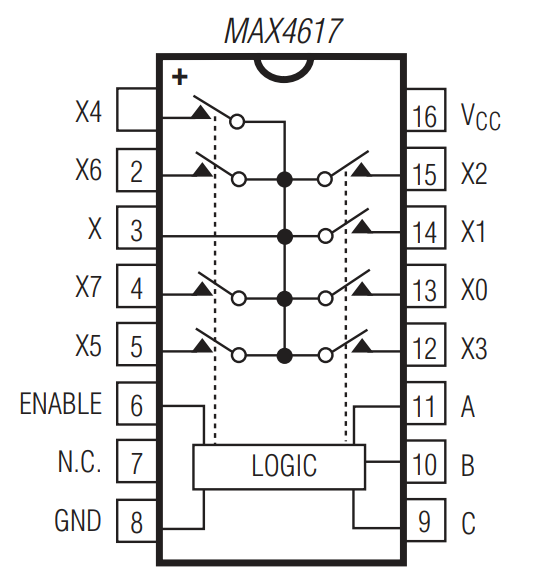 MAX4617
+
X4 16 VCC
X6 2 15 X2
X 3 14 X1
X7 4 13 X0
X5 5 12 X3
ENABLE 6 11 A
N.C. 7 LOGIC 10 B
GND 8 9 C